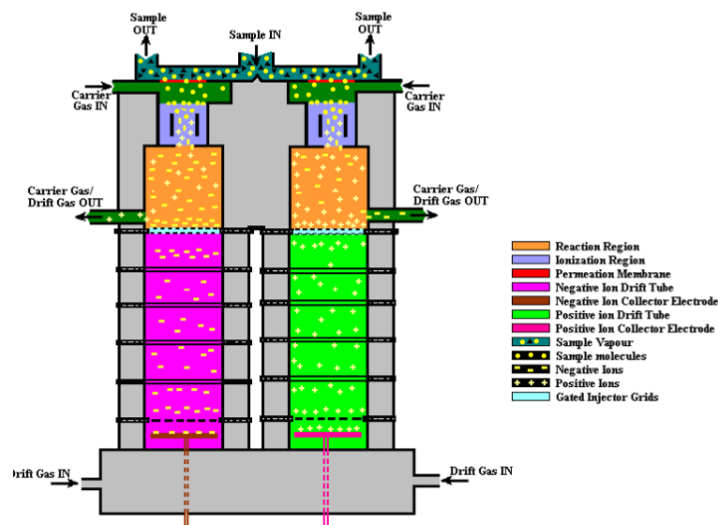 Sample
OUT
Sample IN
Sample
OUT
Carrier
Gas IN
Carrier
Gas IN
Carrier Gas/
Drift Gas OUT
Carrier Gas/
Drift Gas OUT
Reaction Region
Ionization Region
Permeation Membrane
Negative Ion Drift Tube
Negative Ion Collector Electrode
Positive ion Drift Tube
Positive Ion Collector Electrode
Sample Vapour
Sample molecules
Negative Ions
Positive Ions
Gated Injector Grids
Drift Gas IN
Drift Gas IN